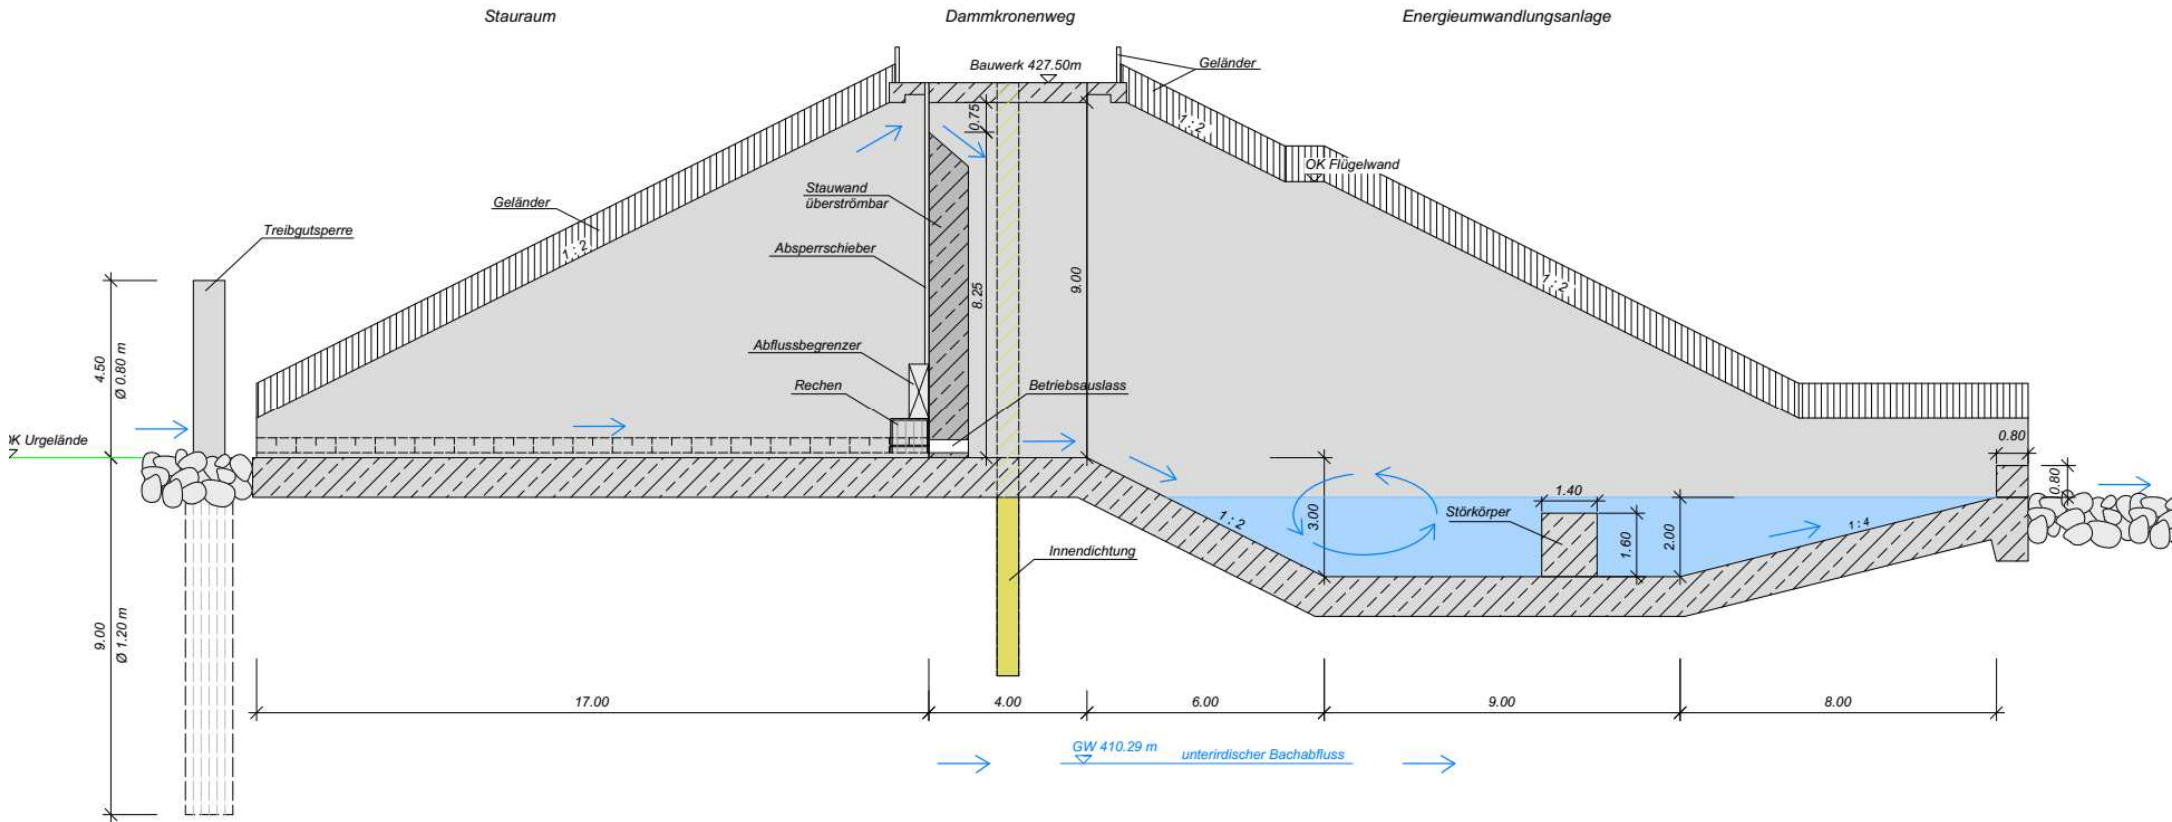 Stauraum
Dammkronenweg
Energieumwandlungsanlage
Bauwerk 427.50m
Geländer
0.75
1:2
OK Flügelwand
Stauwand
überströmbar
Geländer
1:2
Treibgutsperre
Absperrschieber
8.25
9.00
1:2
Abflussbegrenzer
4.50
Ø 0.80 m
Rechen
Betriebsauslass
OK Urgelände
0.80
0.80
1:2
3.00
1.40
Störkörper
1.60
2.00
1:4
Innendichtung
9.00
Ø 1.20 m
17.00
4.00
6.00
9.00
8.00
GW 410.29 m
unterirdischer Bachabfluss